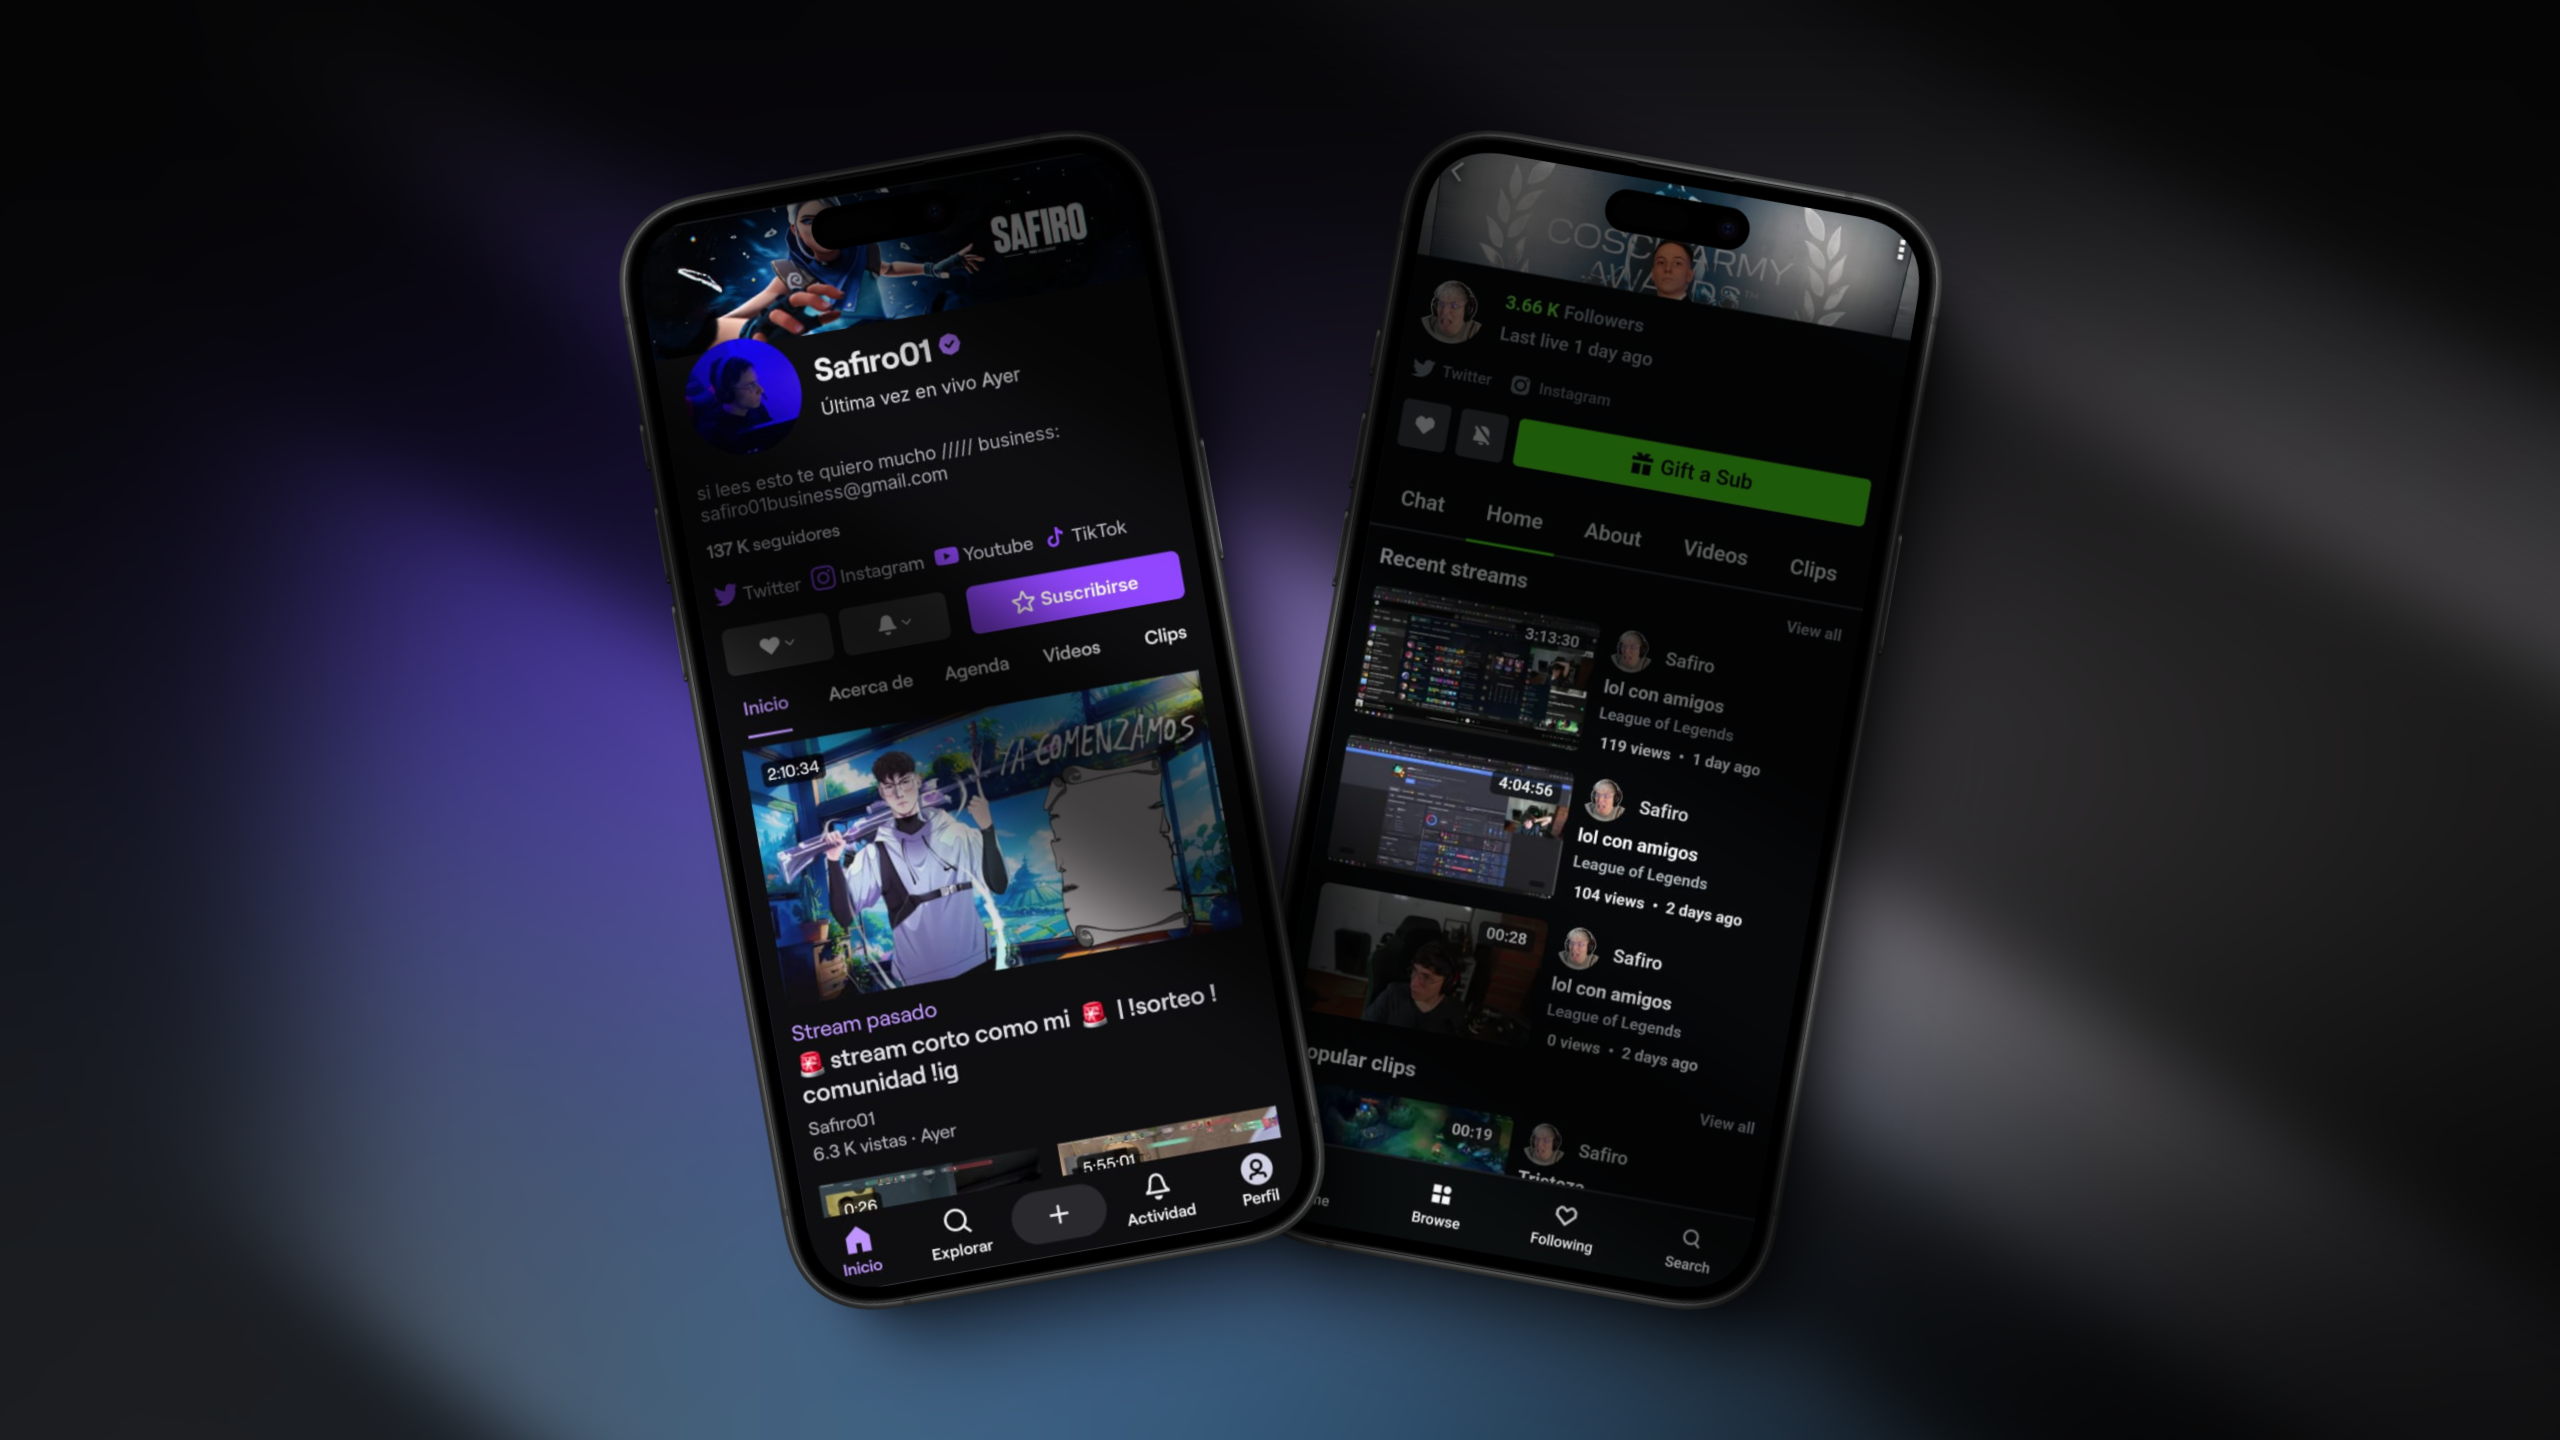 SAFIRO
Safiro01
Última vez en vivo Ayer
si lees esto te quiero mucho ///// business:
safiro01business@gmail.com
137 K seguidores
Twitter Instagram Youtube TikTok
Suscribirse
Inicio Acerca de Agenda Videos Clips
2:10:34
YA COMENZAMOS
Stream pasado
🚨 stream corto como mi 🚨 | !sorteo !
comunidad !ig
Safiro01
6.3 K vistas · Ayer
0:26
5:55:01
Inicio Explorar + Actividad Perfil
3.66 K Followers
Last live 1 day ago
Twitter Instagram
Gift a Sub
Chat Home About Videos Clips
Recent streams
View all
3:13:30
Safiro
lol con amigos
League of Legends
119 views • 1 day ago
4:04:56
Safiro
lol con amigos
League of Legends
104 views • 2 days ago
00:28
Safiro
lol con amigos
League of Legends
0 views • 2 days ago
opular clips
View all
00:19
Safiro
Browse Following Search